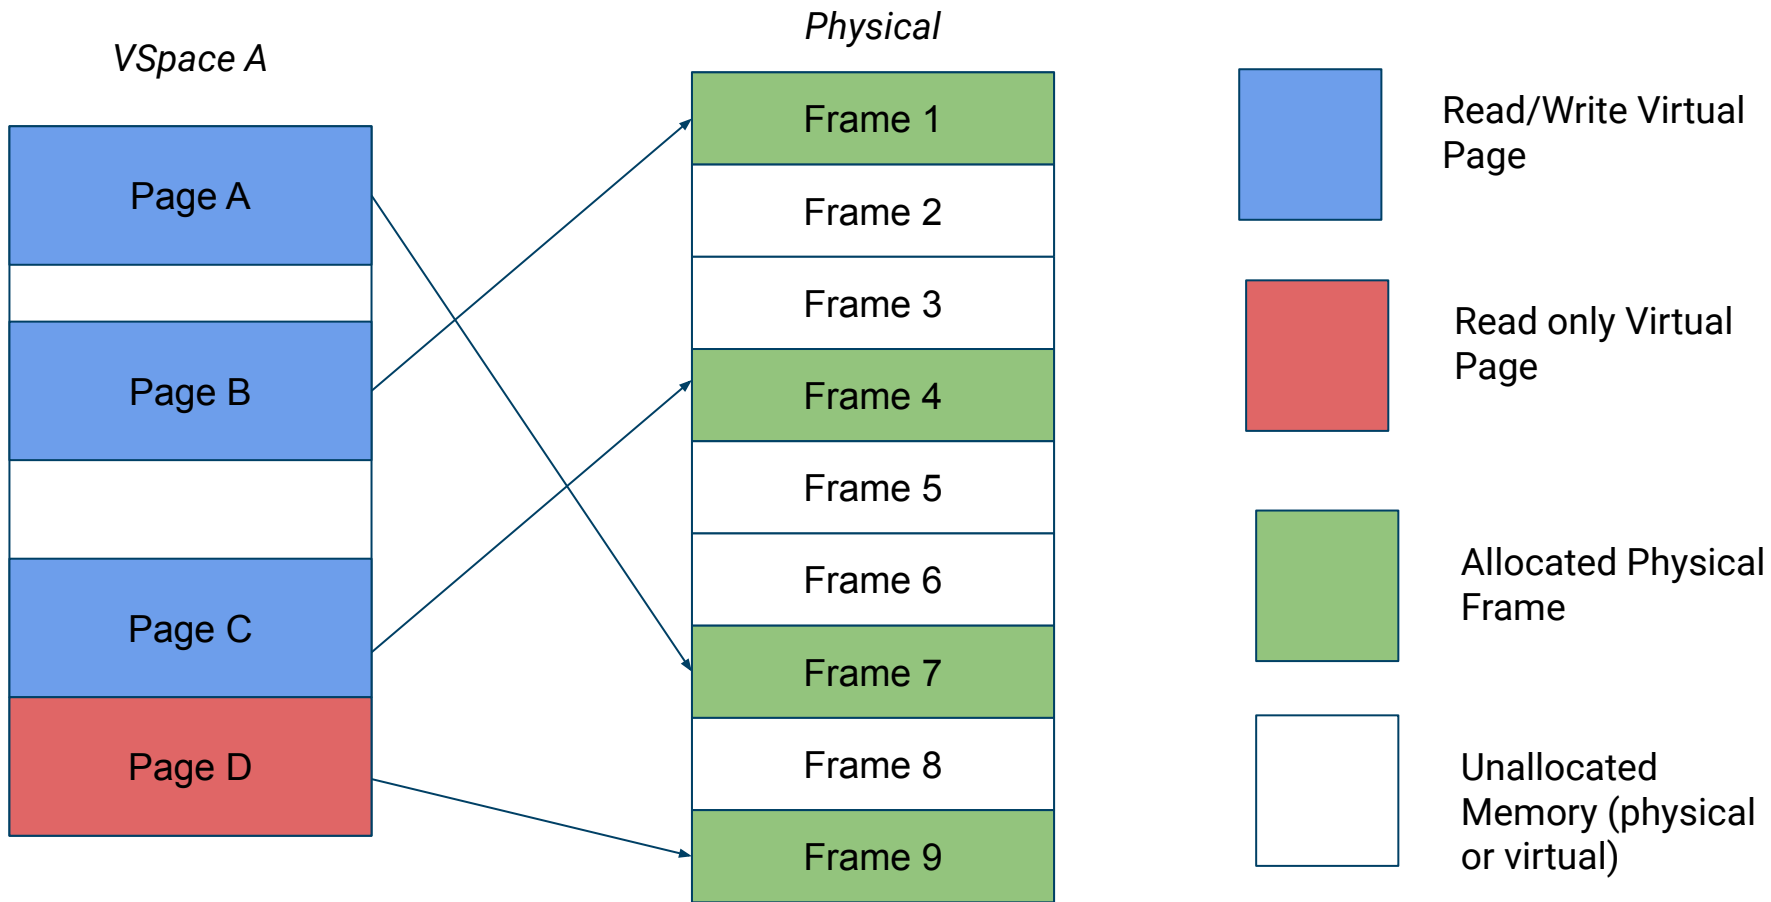 VSpace A
Page A
Page B
Page C
Page D
Physical
Frame 1
Frame 2
Frame 3
Frame 4
Frame 5
Frame 6
Frame 7
Frame 8
Frame 9
Read/Write Virtual
Page
Read only Virtual
Page
Allocated Physical
Frame
Unallocated
Memory (physical
or virtual)